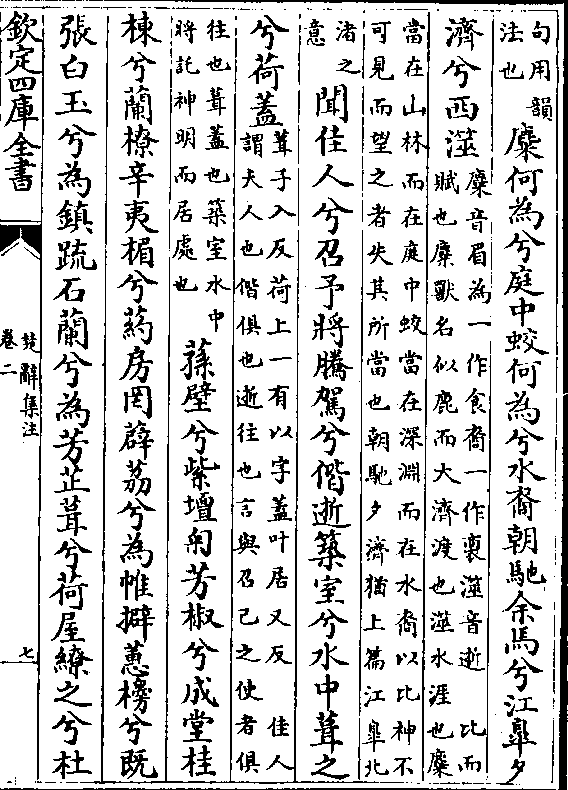 句用韻
法也
麋何為兮庭中蛟何為兮水裔朝馳余馬兮江臯夕
濟兮西澨
麋音眉為一作食裔一作裛澨音逝 比而
賦也麋獸名似鹿而大濟渡也澨水涯也麋
當在山林而在庭中蛟當在深淵而在水裔以比神不
可見而望之者失其所當也朝馳夕濟猶上篇江臯北
渚之
意
聞佳人兮召予將騰駕兮偕逝築室兮水中葺之
兮荷蓋
葺子入反荷上一有以字蓋叶居又反 佳人
謂夫人也偕俱也逝往也言與召己之使者俱
往也葺蓋也築室水中
將託神明而居處也
蓀壁兮紫壇匊芳椒兮成堂桂
棟兮蘭橑辛夷楣兮葯房罔薜荔兮為帷擗蕙櫋兮既
張白玉兮為鎮疏石蘭兮為芳芷葺兮荷屋繚之兮杜
欽定四庫全書
楚辭集注
卷二
七